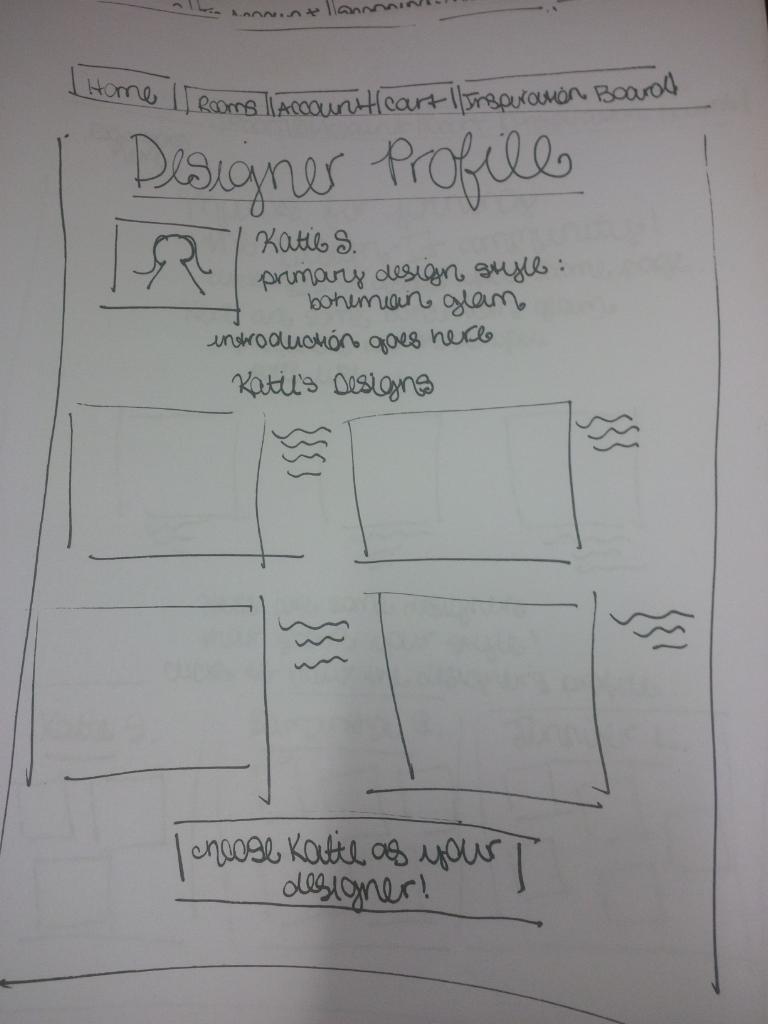 Home Rooms Account Cart Inspiration Board
Designer Profile
Katie S.
primary design style:
bohemian glam
introduction goes here
Katie's Designs
choose Katie as your
designer!